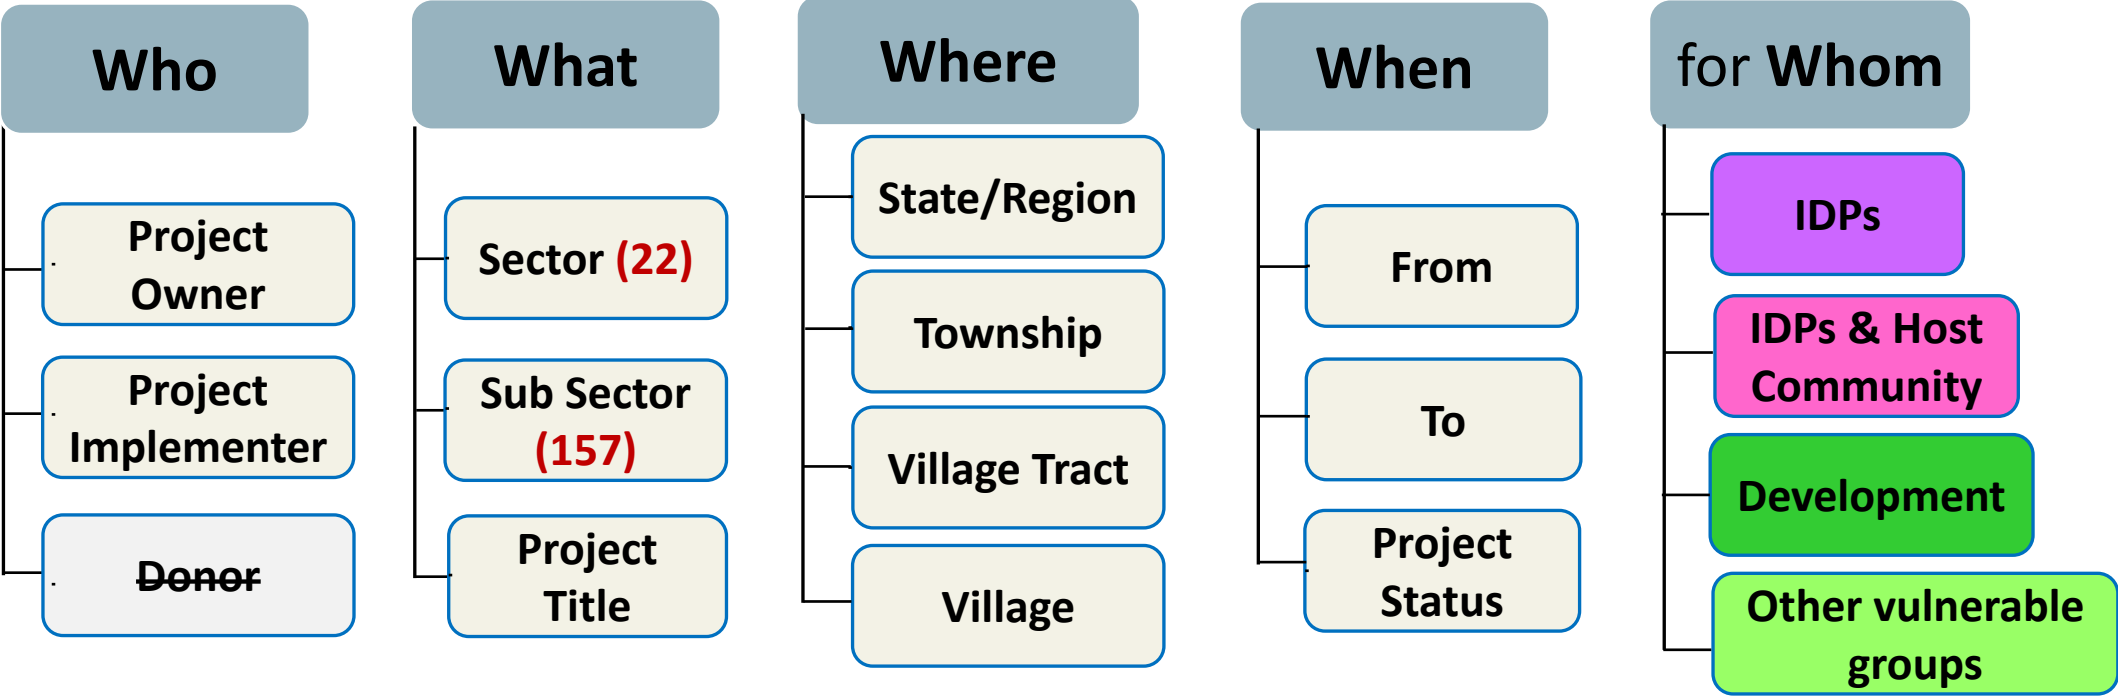 Who
Project
Owner
Project
Implementer
Donor
What
Sector (22)
Sub Sector
(157)
Project
Title
Where
State/Region
Township
Village Tract
Village
When
From
To
Project
Status
for Whom
IDPs
IDPs & Host
Community
Development
Other vulnerable
groups